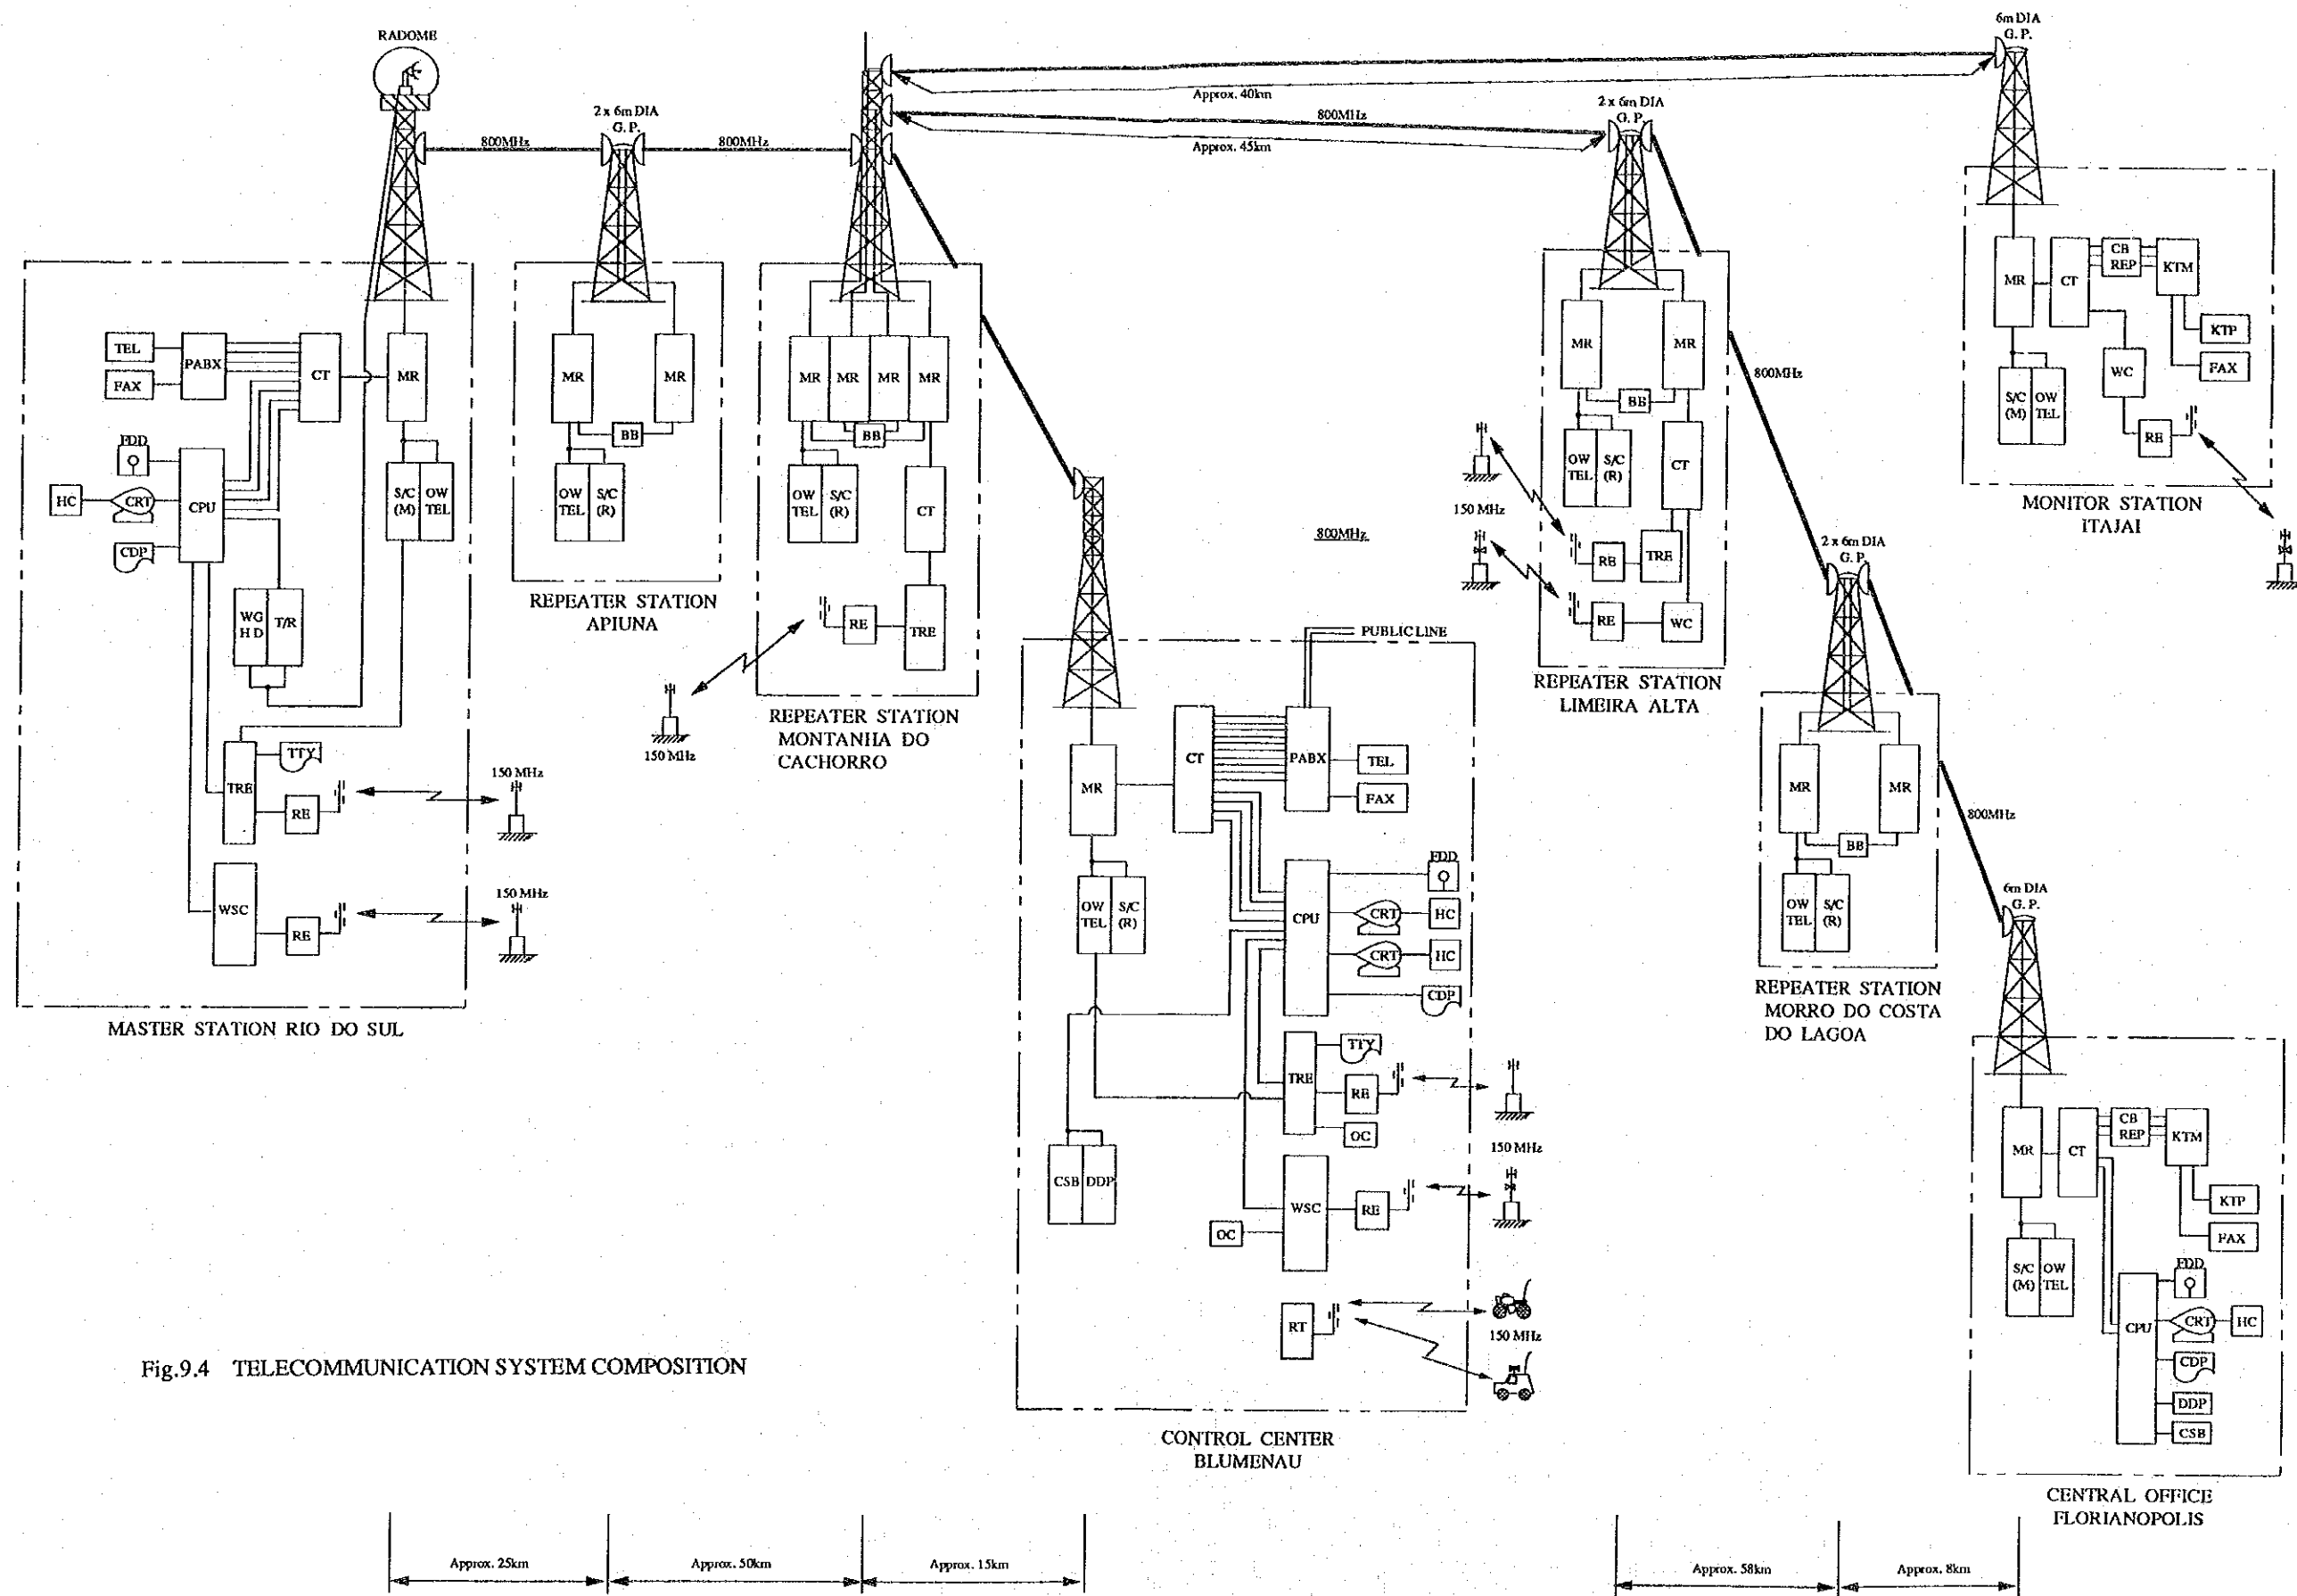 RADOME
2 x 6m DIA
G. P.
800MHz
800MHz
Approx. 40km
800MHz
Approx. 45km
2 x 6m DIA
G. P.
6m DIA
G. P.
TEL
FAX
PABX
CT
MR
FDD
HC
CRT
CPU
CDP
S/C
(M)
OW
TEL
WG
H D
T/R
TRE
TTY
RE
150 MHz
WSC
RE
150 MHz
MASTER STATION RIO DO SUL
MR
MR
BB
OW
TEL
S/C
(R)
REPEATER STATION
APIUNA
MR
MR
MR
MR
BB
OW
TEL
S/C
(R)
CT
RE
TRE
150 MHz
REPEATER STATION
MONTANHA DO
CACHORRO
800MHz
PUBLIC LINE
MR
CT
PABX
TEL
FAX
OW
TEL
S/C
(R)
CPU
FDD
CRT
HC
CRT
HC
CDP
TRE
TTY
RE
OC
150 MHz
CSB
DDP
WSC
RE
OC
RT
150 MHz
CONTROL CENTER
BLUMENAU
MR
MR
BB
OW
TEL
S/C
(R)
CT
150 MHz
RE
TRE
RE
WC
REPEATER STATION
LIMEIRA ALTA
800MHz
MR
CT
CB
REP
KTM
KTP
FAX
WC
S/C
(M)
OW
TEL
RE
MONITOR STATION
ITAJAI
2 x 6m DIA
G. P.
MR
MR
BB
OW
TEL
S/C
(R)
REPEATER STATION
MORRO DO COSTA
DO LAGOA
800MHz
6m DIA
G. P.
MR
CT
CB
REP
KTM
KTP
FAX
S/C
(M)
OW
TEL
FDD
CPU
CRT
HC
CDP
DDP
CSB
CENTRAL OFFICE
FLORIANOPOLIS
Fig.9.4 TELECOMMUNICATION SYSTEM COMPOSITION
Approx. 25km
Approx. 50km
Approx. 15km
Approx. 58km
Approx. 8km